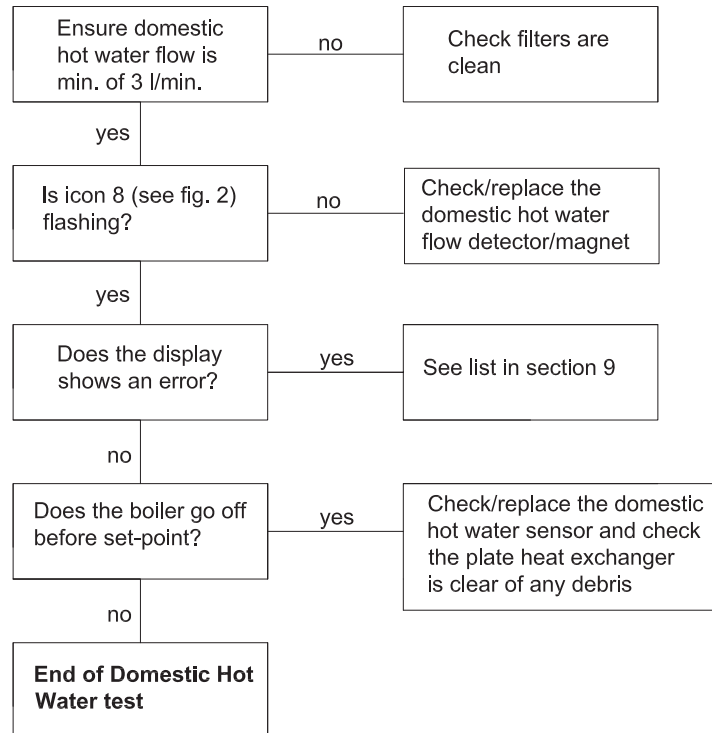 Ensure domestic
hot water flow is
min. of 3 l/min.
no
Check filters are
clean
yes
Is icon 8 (see fig. 2)
flashing?
no
Check/replace the
domestic hot water
flow detector/magnet
yes
Does the display
shows an error?
yes
See list in section 9
no
Does the boiler go off
before set-point?
yes
Check/replace the domestic
hot water sensor and check
the plate heat exchanger
is clear of any debris
no
End of Domestic Hot
Water test